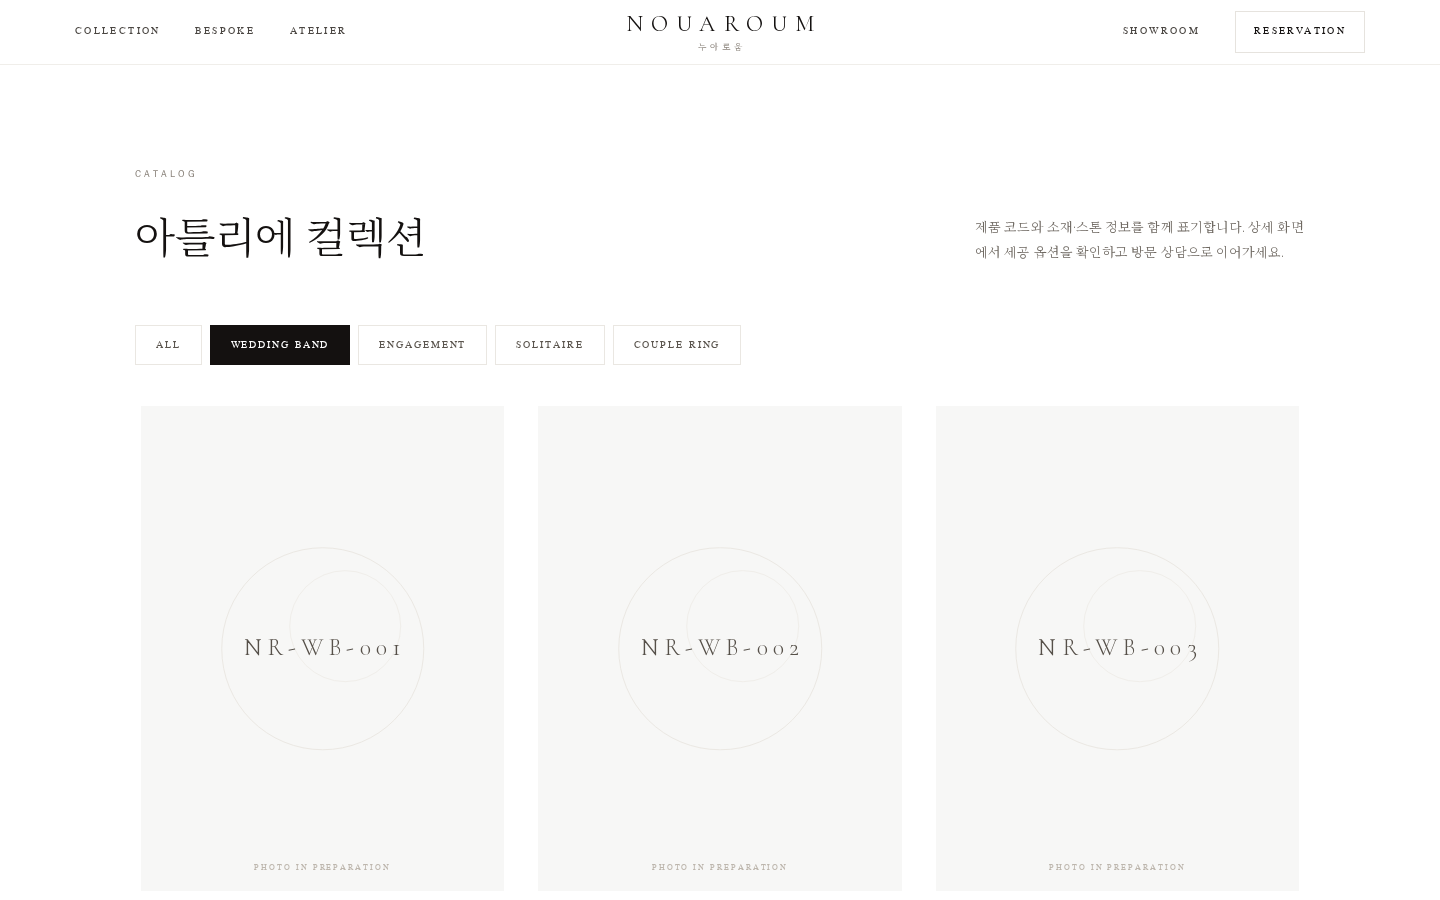 COLLECTION
BESPOKE
ATELIER
NOUAROUM
누아로움
SHOWROOM
RESERVATION
CATALOG
아틀리에 컬렉션
제품 코드와 소재·스톤 정보를 함께 표기합니다. 상세 화면
에서 세공 옵션을 확인하고 방문 상담으로 이어가세요.
ALL
WEDDING BAND
ENGAGEMENT
SOLITAIRE
COUPLE RING
NR-WB-001
NR-WB-002
NR-WB-003
PHOTO IN PREPARATION
PHOTO IN PREPARATION
PHOTO IN PREPARATION